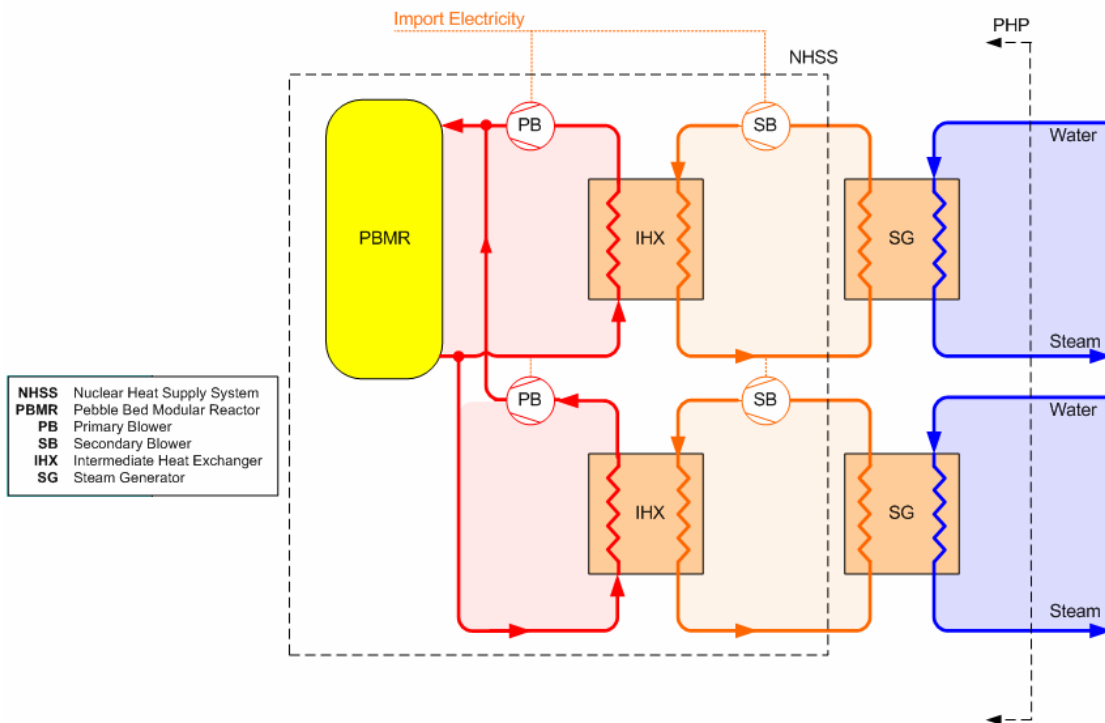 Import Electricity
PHP
NHSS
PB
SB
Water
PBMR
IHX
SG
Steam
PB
SB
Water
IHX
SG
Steam
NHSS Nuclear Heat Supply System
PBMR Pebble Bed Modular Reactor
PB Primary Blower
SB Secondary Blower
IHX Intermediate Heat Exchanger
SG Steam Generator